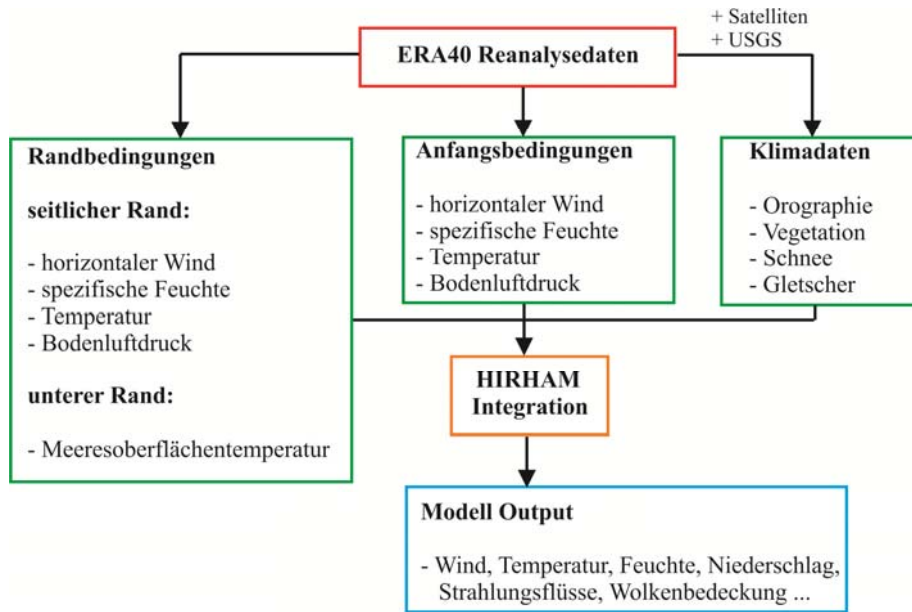 + Satelliten
+ USGS
ERA40 Reanalysedaten
Randbedingungen
seitlicher Rand:
- horizontaler Wind
- spezifische Feuchte
- Temperatur
- Bodenluftdruck
unterer Rand:
- Meeresoberflächentemperatur
Anfangsbedingungen
- horizontaler Wind
- spezifische Feuchte
- Temperatur
- Bodenluftdruck
Klimadaten
- Orographie
- Vegetation
- Schnee
- Gletscher
HIRHAM
Integration
Modell Output
- Wind, Temperatur, Feuchte, Niederschlag,
Strahlungsflüsse, Wolkenbedeckung ...